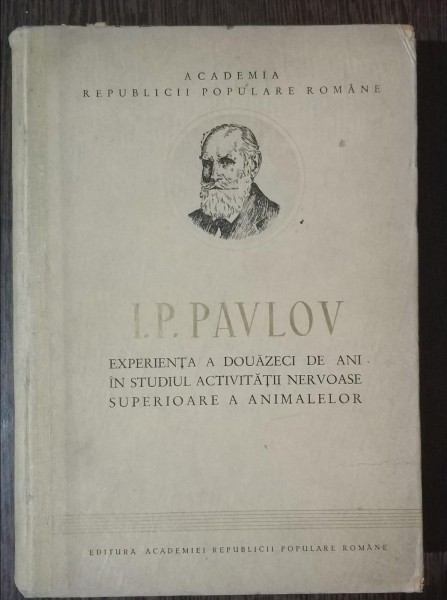 ACADEMIA
REPUBLICII POPULARE ROMÂNE
I.P. PAVLOV
EXPERIENȚA A DOUĂZECI DE ANI
ÎN STUDIUL ACTIVITĂȚII NERVOASE
SUPERIOARE A ANIMALELOR
EDITURA ACADEMIEI REPUBLICII POPULARE ROMÂNE